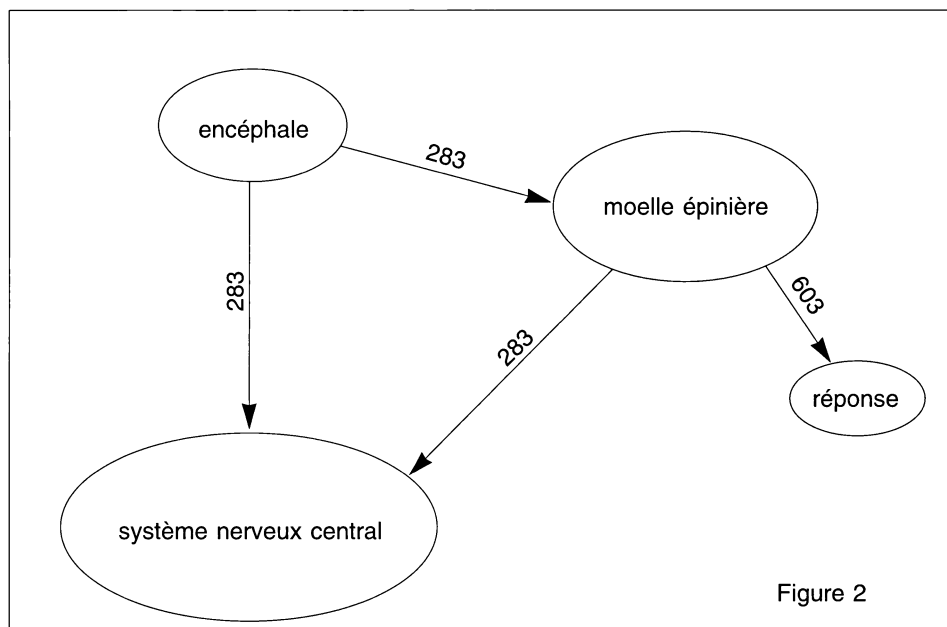 encéphale
283
moelle épinière
283
283
603
réponse
système nerveux central
Figure 2